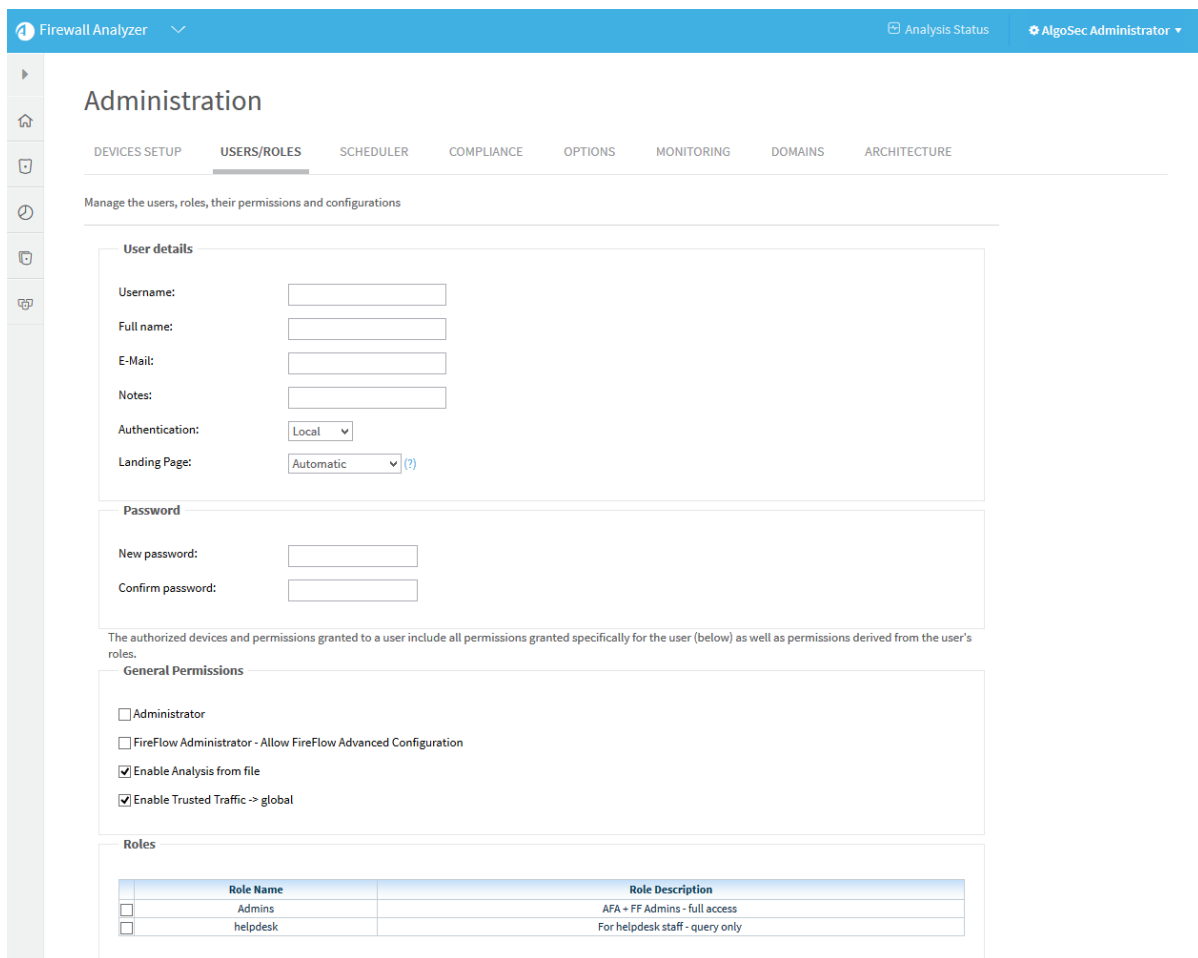 Firewall Analyzer
Analysis Status
AlgoSec Administrator
Administration
DEVICES SETUP USERS/ROLES SCHEDULER COMPLIANCE OPTIONS MONITORING DOMAINS ARCHITECTURE
Manage the users, roles, their permissions and configurations
User details
Username:
Full name:
E-Mail:
Notes:
Authentication: Local
Landing Page: Automatic (?)
Password
New password:
Confirm password:
The authorized devices and permissions granted to a user include all permissions granted specifically for the user (below) as well as permissions derived from the user's
roles.
General Permissions
Administrator
FireFlow Administrator - Allow FireFlow Advanced Configuration
Enable Analysis from file
Enable Trusted Traffic -> global
Roles
Role Name Role Description
Admins AFA + FF Admins - full access
helpdesk For helpdesk staff - query only